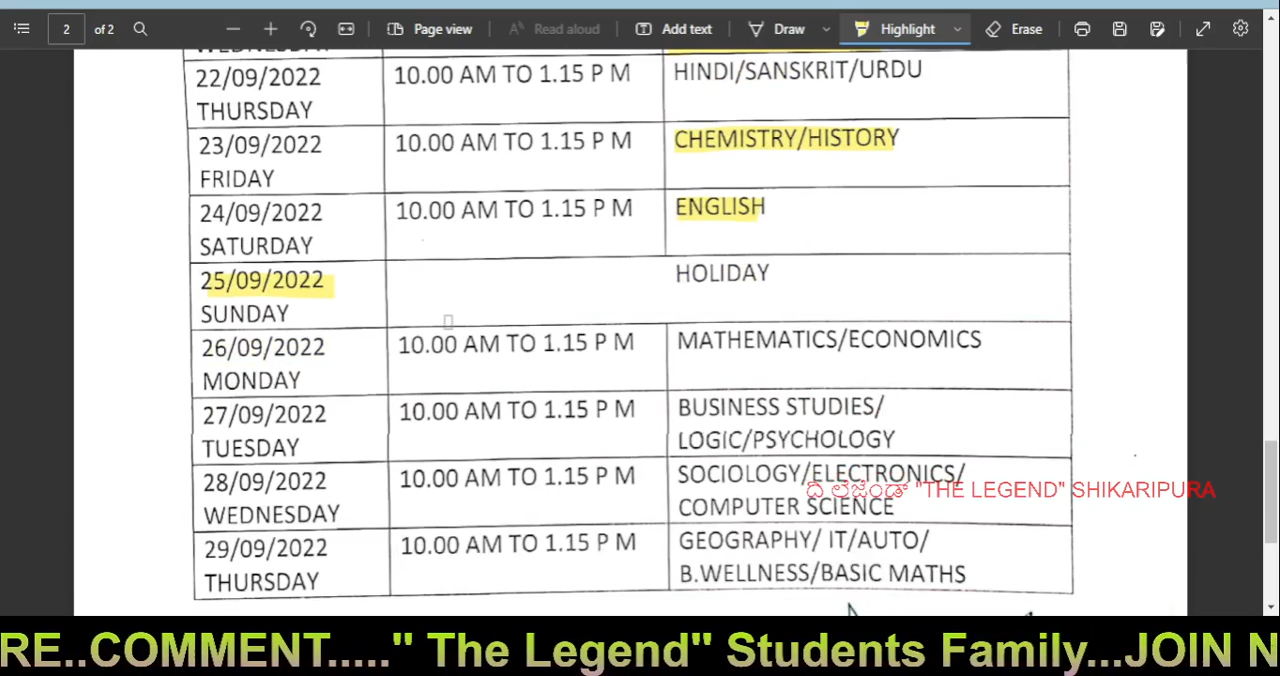 2 of 2 Page view Read aloud Add text Draw Highlight Erase
WEDNESDAY
22/09/2022 10.00 AM TO 1.15 P M HINDI/SANSKRIT/URDU
THURSDAY
23/09/2022 10.00 AM TO 1.15 P M CHEMISTRY/HISTORY
FRIDAY
24/09/2022 10.00 AM TO 1.15 P M ENGLISH
SATURDAY
25/09/2022 HOLIDAY
SUNDAY
26/09/2022 10.00 AM TO 1.15 P M MATHEMATICS/ECONOMICS
MONDAY
27/09/2022 10.00 AM TO 1.15 P M BUSINESS STUDIES/
TUESDAY LOGIC/PSYCHOLOGY
28/09/2022 10.00 AM TO 1.15 P M SOCIOLOGY/ELECTRONICS/
ದಿ ಲೆಜೆಂಡ್ "THE LEGEND" SHIKARIPURA
WEDNESDAY COMPUTER SCIENCE
29/09/2022 10.00 AM TO 1.15 P M GEOGRAPHY/ IT/AUTO/
THURSDAY B.WELLNESS/BASIC MATHS
RE..COMMENT....." The Legend" Students Family...JOIN N